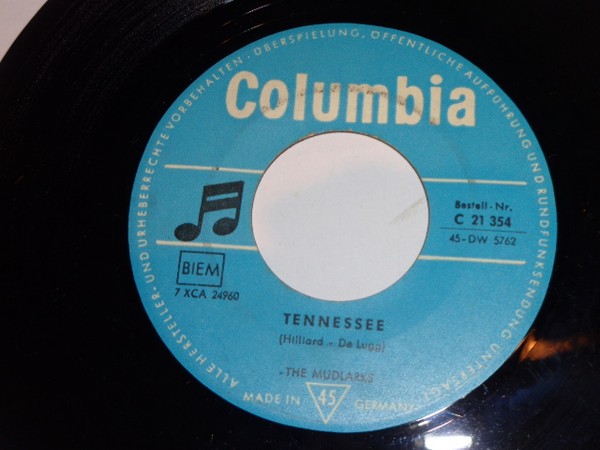 ALLE HERSTELLER- UND URHEBERRECHTE VORBEHALTEN · ÜBERSPIELUNG, ÖFFENTLICHE AUFFÜHRUNG UND RUNDFUNKSENDUNG UNTERSAGT
Columbia
Bestell-Nr.
C 21 354
45-DW 5762
BIEM
7 XCA 24960
TENNESSEE
(Hilliard - De Lugg)
-THE MUDLARKS
MADE IN 45 GERMANY